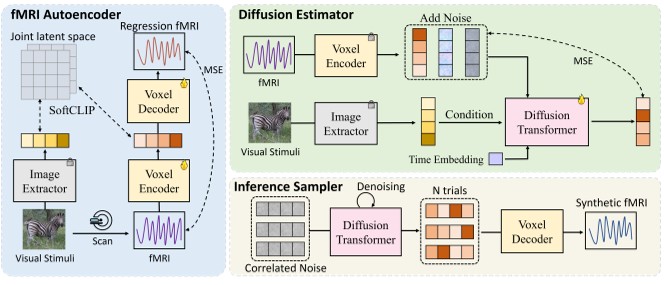 fMRI Autoencoder
Joint latent space
Regression fMRI
MSE
Voxel
Decoder
SoftCLIP
Image
Extractor
Voxel
Encoder
Scan
Visual Stimuli
fMRI
Diffusion Estimator
Add Noise
Voxel
Encoder
fMRI
MSE
Image
Extractor
Condition
Diffusion
Transformer
Visual Stimuli
Time Embedding
Inference Sampler
Denoising
N trials
Synthetic fMRI
Diffusion
Transformer
Voxel
Decoder
Correlated Noise